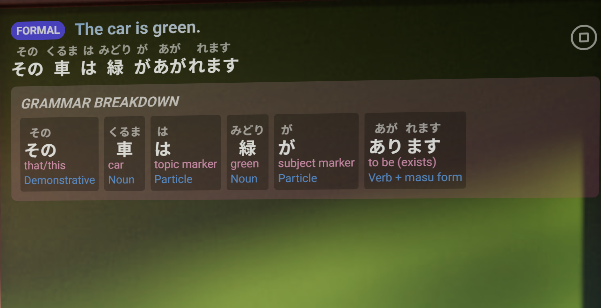 FORMAL The car is green.
その くるま は みどり が あが れます
その 車 は 緑 があがれます
GRAMMAR BREAKDOWN
その くるま は みどり が あが れます
その 車 は 緑 が あります
that/this car topic marker green subject marker to be (exists)
Demonstrative Noun Particle Noun Particle Verb + masu form